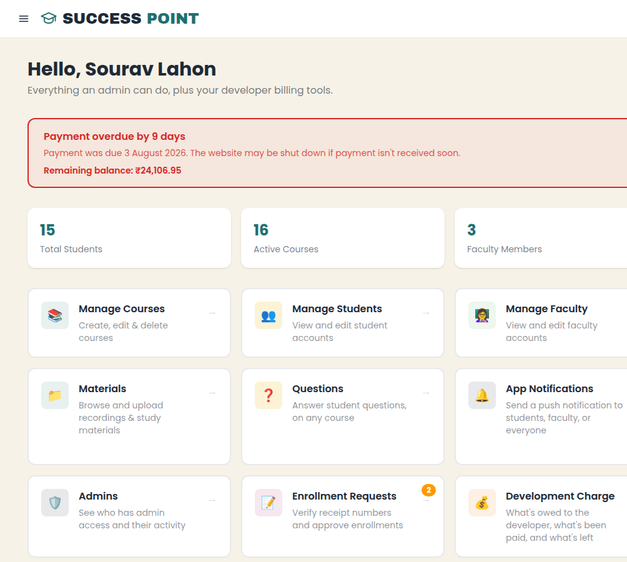 SUCCESS POINT
Hello, Sourav Lahon
Everything an admin can do, plus your developer billing tools.
Payment overdue by 9 days
Payment was due 3 August 2026. The website may be shut down if payment isn't received soon.
Remaining balance: ₹24,106.95
15
Total Students
16
Active Courses
3
Faculty Members
Manage Courses
→
Create, edit & delete
courses
Manage Students
→
View and edit student
accounts
Manage Faculty
View and edit faculty
accounts
Materials
→
Browse and upload
recordings & study
materials
Questions
→
Answer student questions,
on any course
App Notifications
Send a push notification to
students, faculty, or
everyone
Admins
→
See who has admin
access and their activity
Enrollment Requests
2
→
Verify receipt numbers
and approve enrollments
Development Charge
What's owed to the
developer, what's been
paid, and what's left